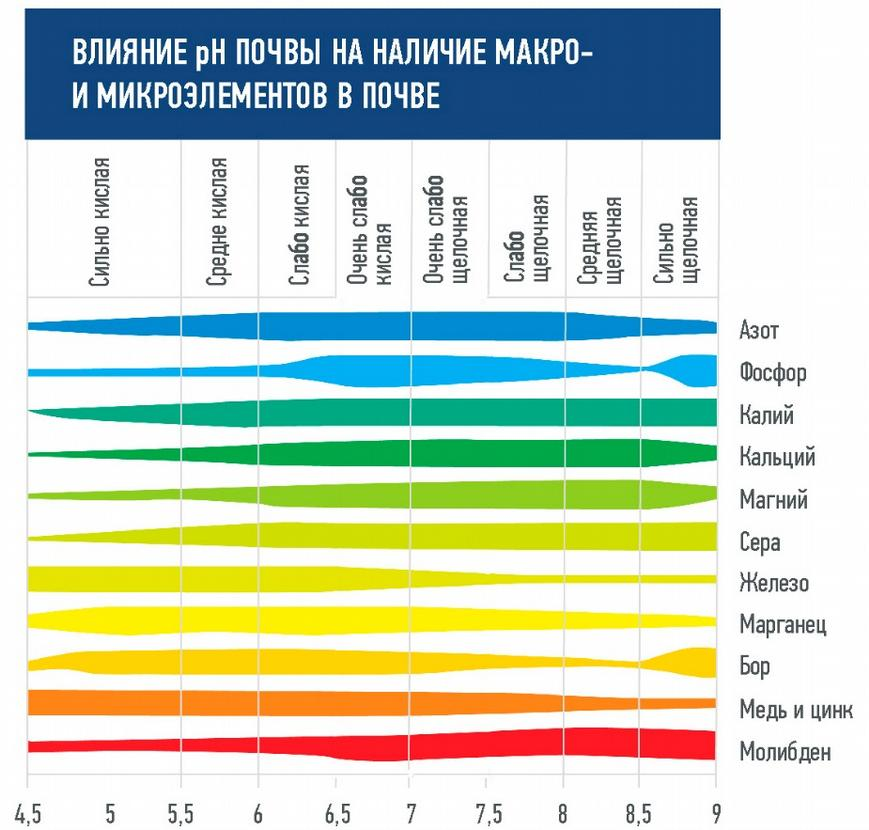 ВЛИЯНИЕ pH ПОЧВЫ НА НАЛИЧИЕ МАКРО-
И МИКРОЭЛЕМЕНТОВ В ПОЧВЕ
Сильно кислая
Средне кислая
Слабо кислая
Очень слабо
кислая
Очень слабо
щелочная
Слабо
щелочная
Средняя
щелочная
Сильно
щелочная
Азот
Фосфор
Калий
Кальций
Магний
Сера
Железо
Марганец
Бор
Медь и цинк
Молибден
4,5 5 5,5 6 6,5 7 7,5 8 8,5 9